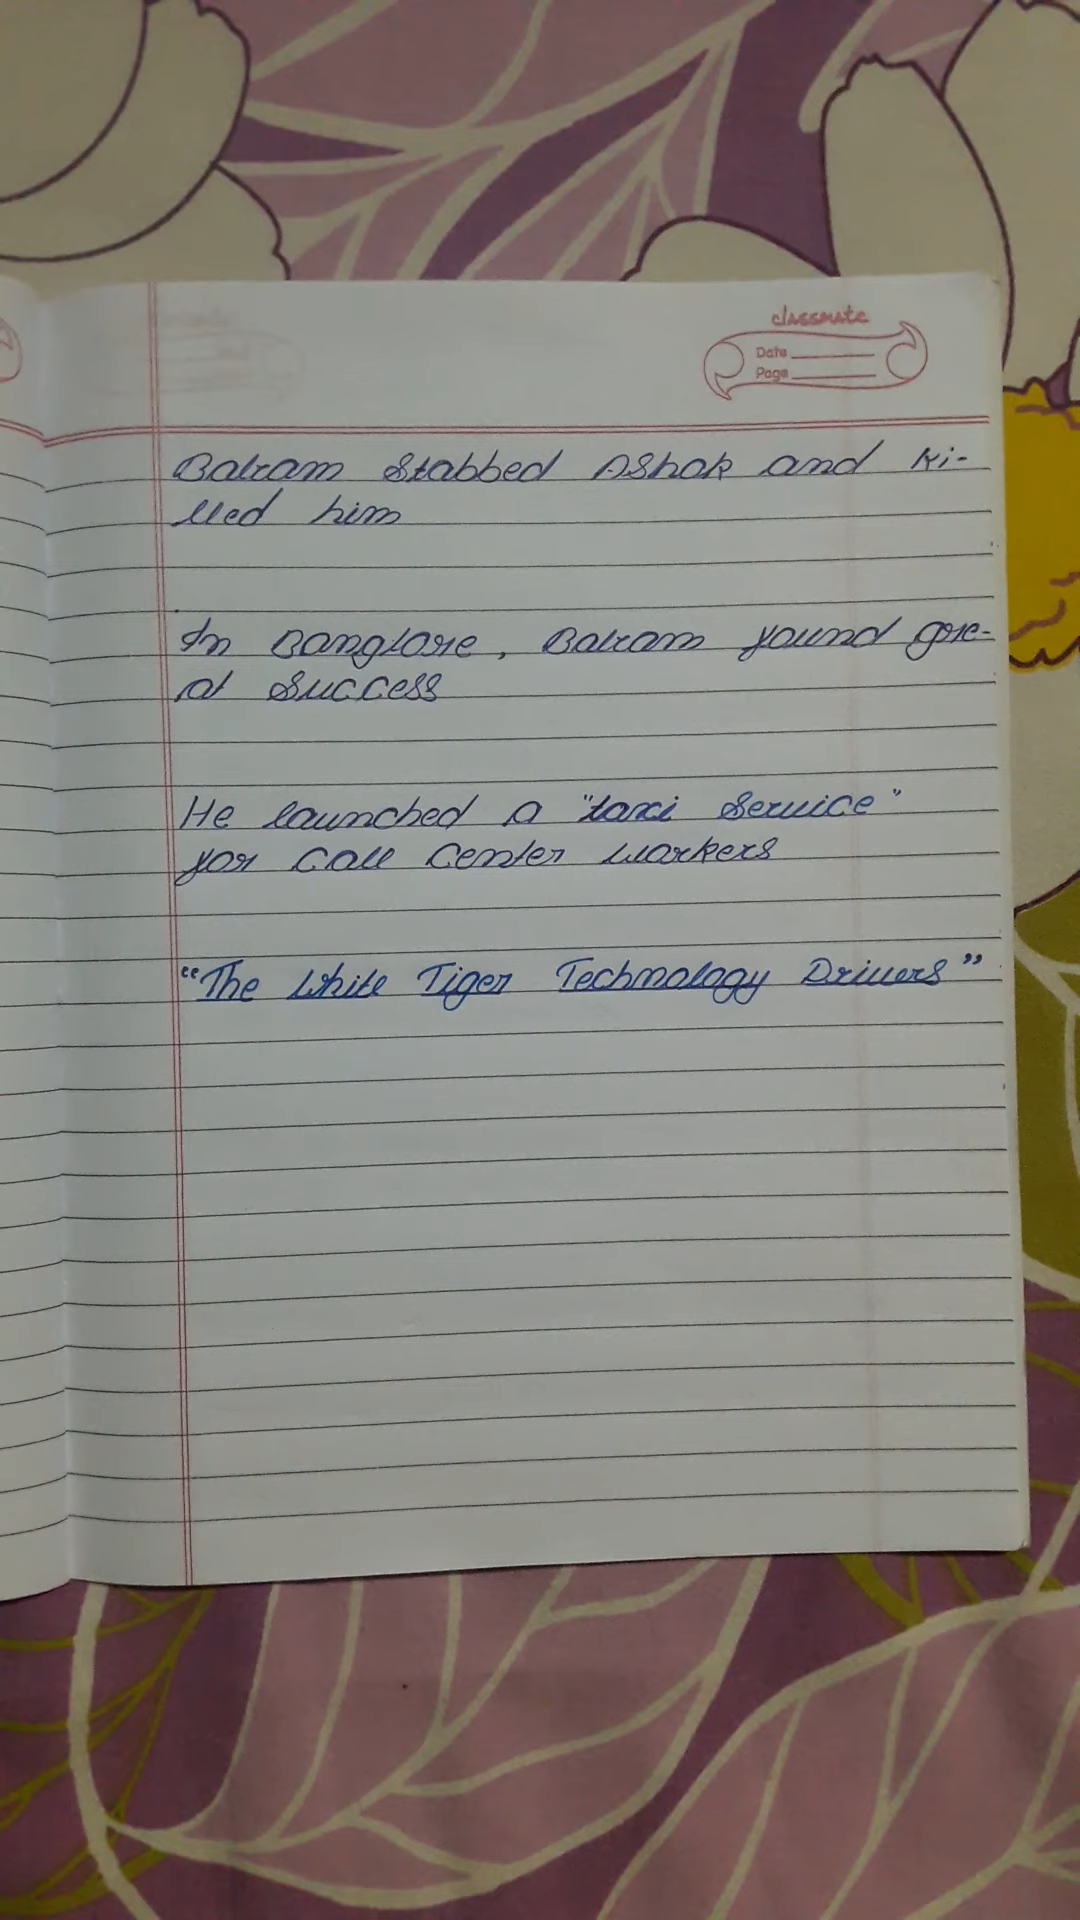 classmate
Date
Page
Balram Stabbed Ashok and ki-
lled him
In Banglore, Balram found gre-
at Success
He launched a "taxi Service"
for Call Center workers
"The White Tiger Technology Drivers"